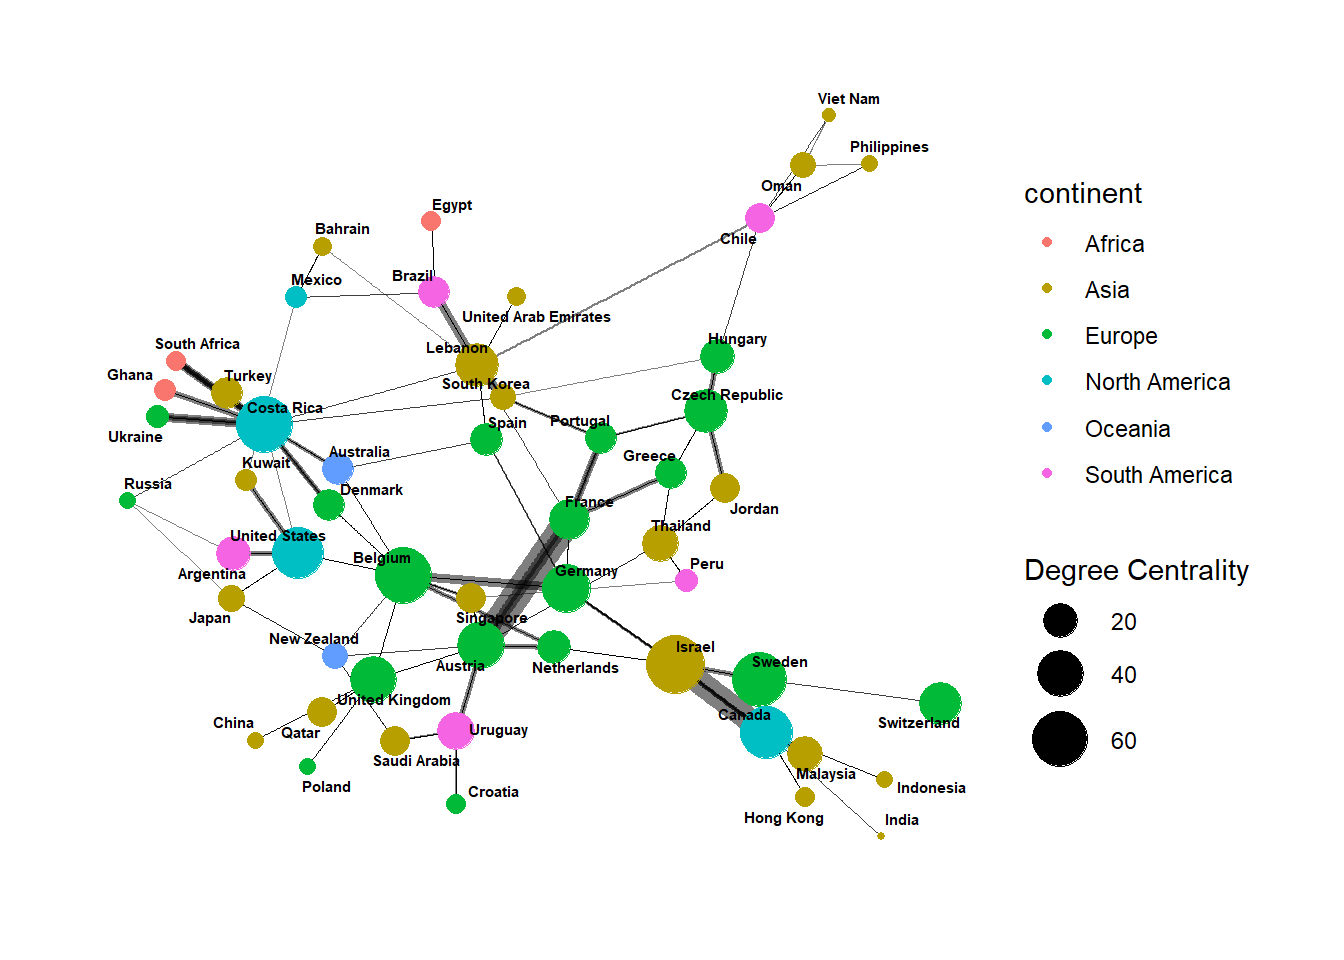 Viet Nam
Philippines
Oman
Egypt
Bahrain
Chile
Brazil
Mexico
United Arab Emirates
Hungary
South Africa
Lebanon
Ghana
Turkey
South Korea
Czech Republic
Costa Rica
Ukraine
Spain
Portugal
Australia
Greece
Kuwait
Russia
Denmark
France
Jordan
United States
Thailand
Belgium
Peru
Argentina
Germany
Japan
Singapore
New Zealand
Israel
Austria
Netherlands
Sweden
United Kingdom
Canada
China
Qatar
Uruguay
Switzerland
Saudi Arabia
Malaysia
Poland
Croatia
Indonesia
Hong Kong
India
continent
Africa
Asia
Europe
North America
Oceania
South America
Degree Centrality
20
40
60